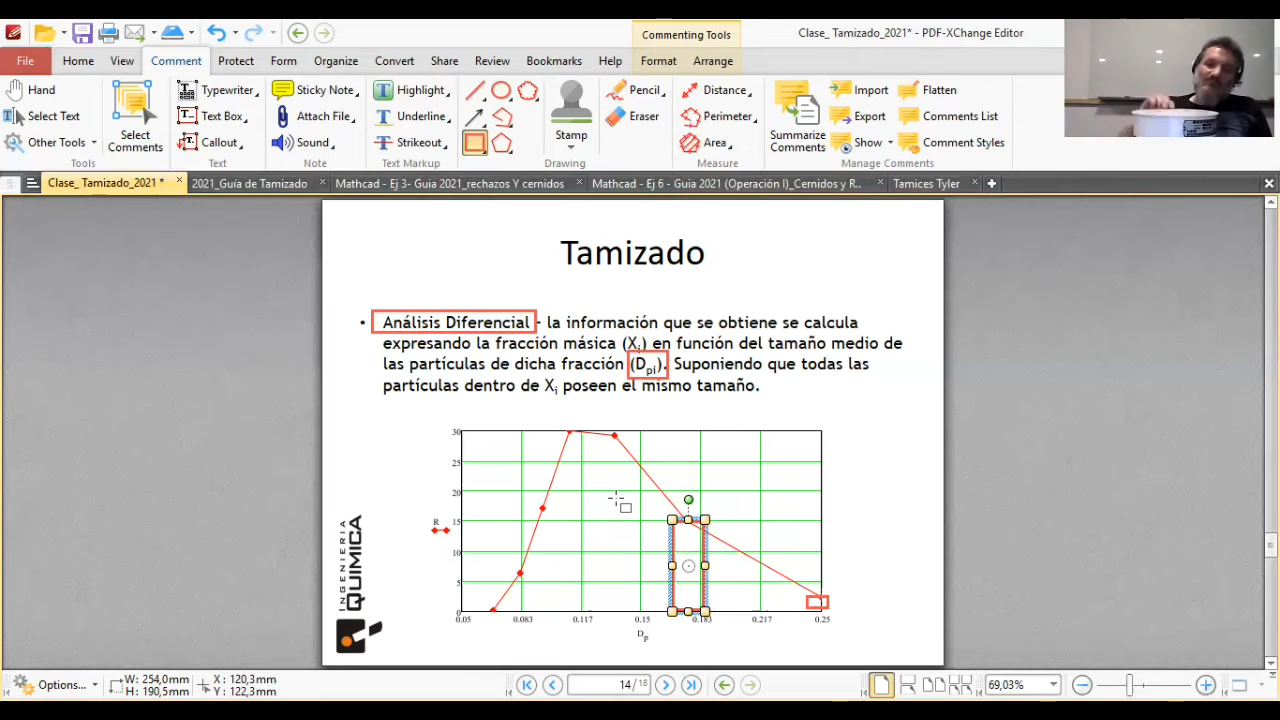 Clase_ Tamizado_2021* - PDF-XChange Editor
Commenting Tools
File Home View Comment Protect Form Organize Convert Share Review Bookmarks Help Format Arrange
Hand
Select Text
Other Tools
Tools
Select Comments
Typewriter
Text Box
Callout
Text
Sticky Note
Attach File
Sound
Note
Highlight
Underline
Strikeout
Text Markup
Pencil
Eraser
Drawing
Stamp
Distance
Perimeter
Area
Measure
Summarize Comments
Import
Export
Show
Flatten
Comments List
Comment Styles
Manage Comments
Clase_ Tamizado_2021 * 2021_Guía de Tamizado Mathcad - Ej 3- Guia 2021_rechazos Y cernidos Mathcad - Ej 6 - Guia 2021 (Operación I)_Cernidos y R... Tamices Tyler
Tamizado
• Análisis Diferencial - la información que se obtiene se calcula
expresando la fracción másica (Xi) en función del tamaño medio de
las partículas de dicha fracción (Dpi). Suponiendo que todas las
partículas dentro de Xi poseen el mismo tamaño.
30
25
20
15
10
5
0
R
0.05 0.083 0.117 0.15 0.183 0.217 0.25
Dp
INGENIERIA
QUIMICA
Options...
W: 254,0mm
H: 190,5mm
X: 120,3mm
Y: 122,3mm
14/18
69,03%